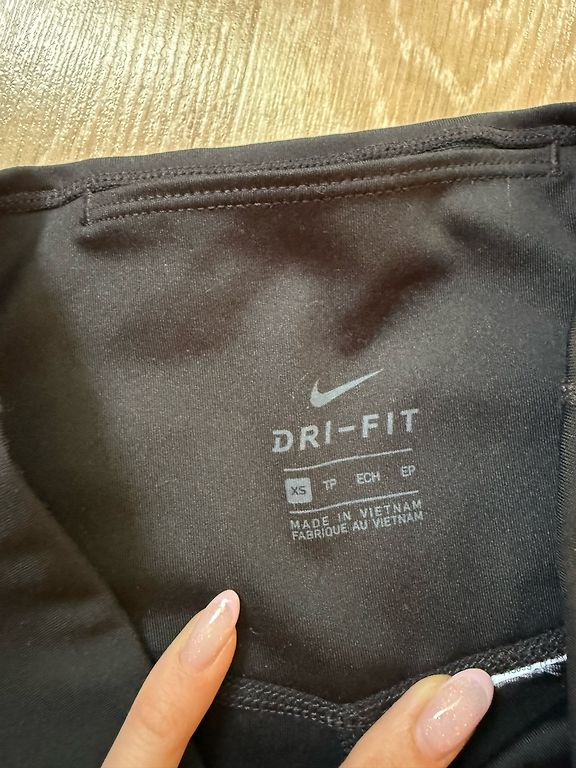 DRI-FIT
XS TP ECH EP
MADE IN VIETNAM
FABRIQUE AU VIETNAM